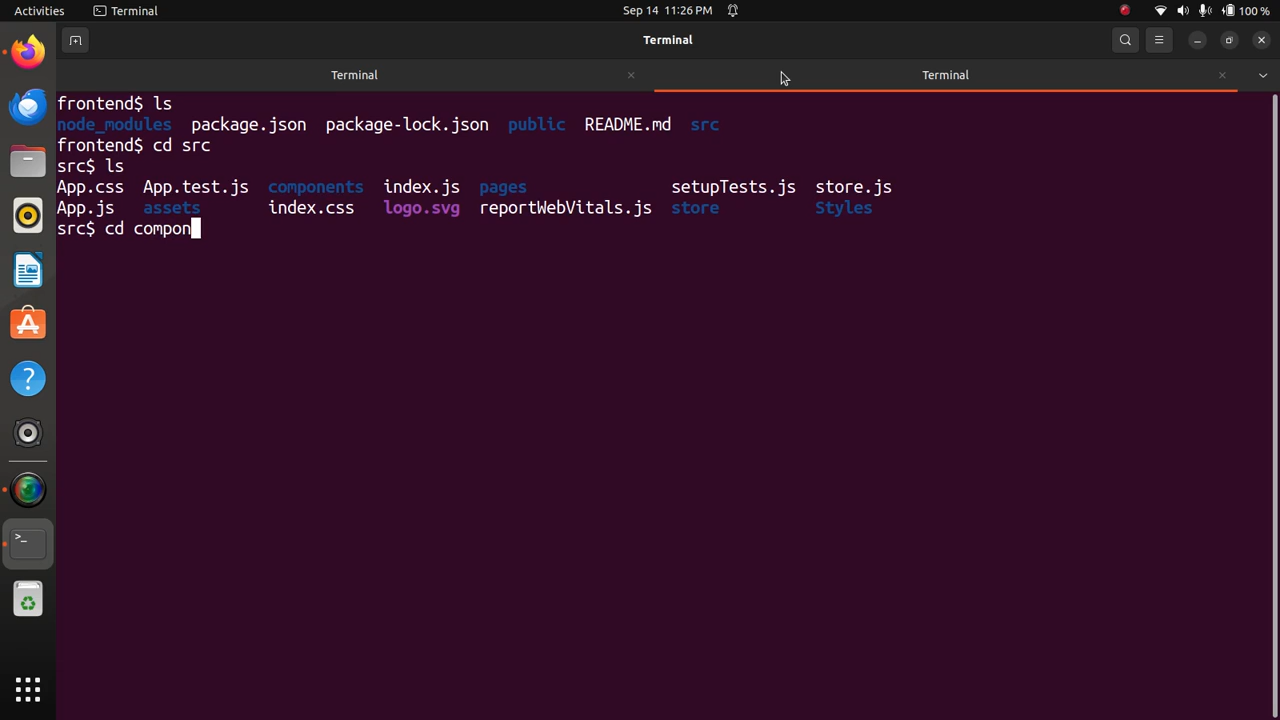 Activities Terminal Sep 14 11:26 PM 100 %
Terminal
Terminal Terminal
frontend$ ls
node_modules package.json package-lock.json public README.md src
frontend$ cd src
src$ ls
App.css App.test.js components index.js pages setupTests.js store.js
App.js assets index.css logo.svg reportWebVitals.js store Styles
src$ cd compon